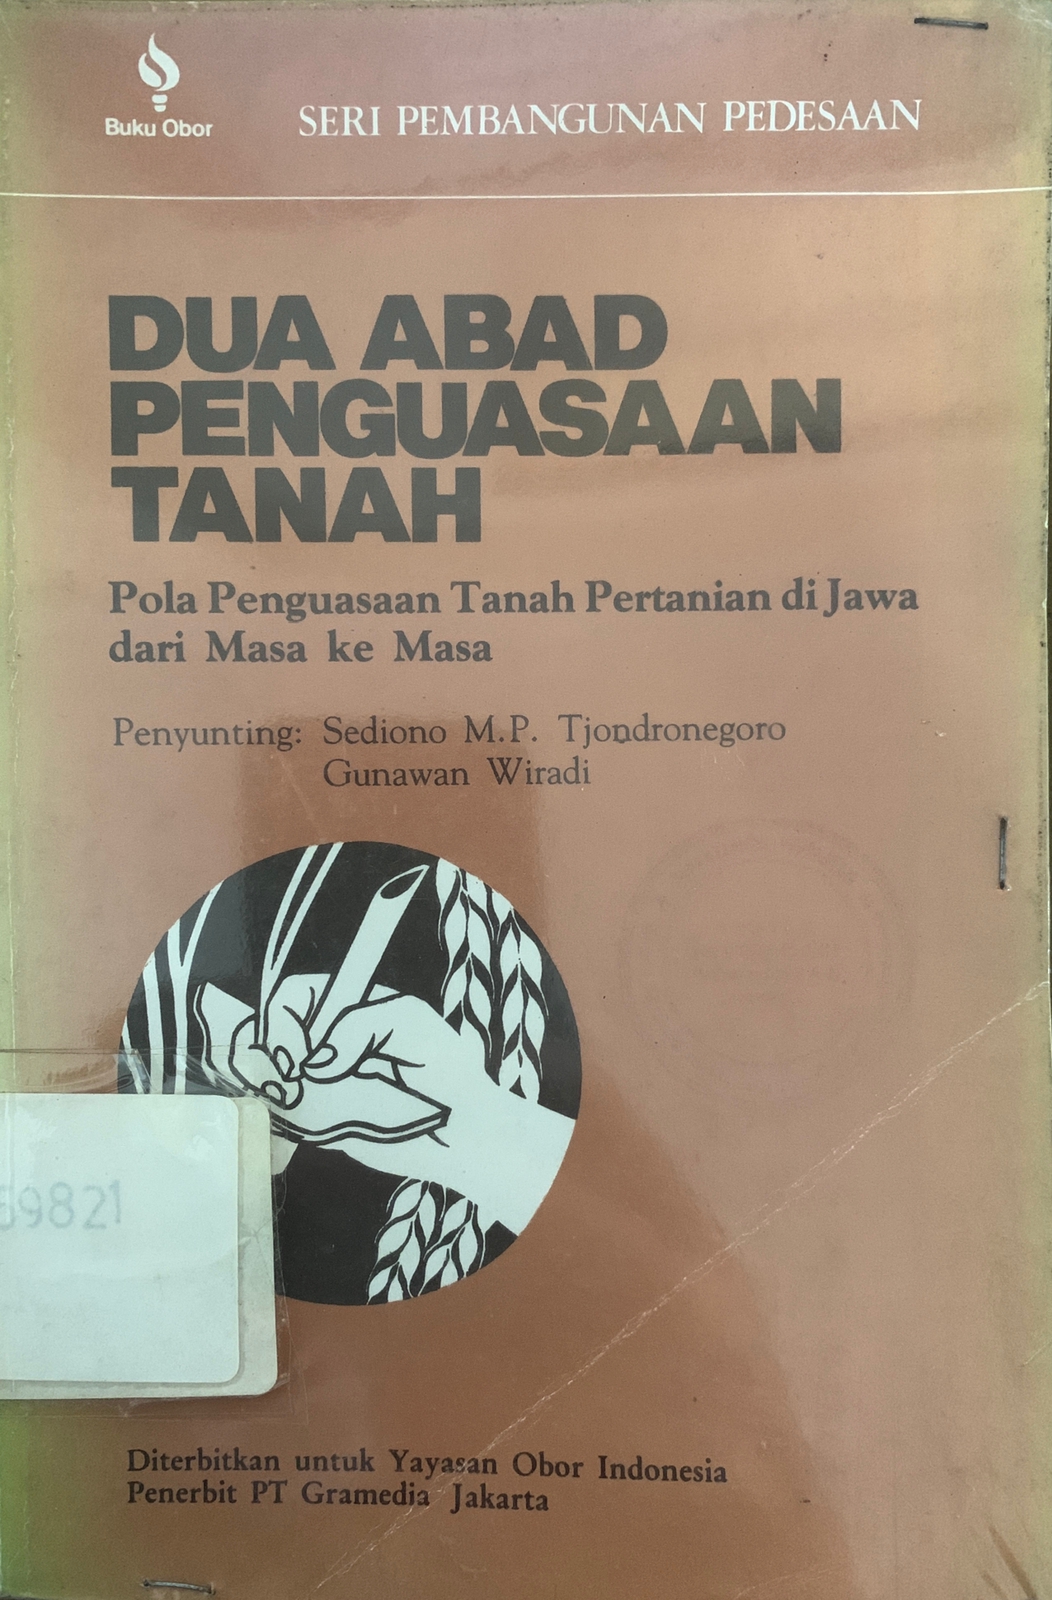 Buku Obor
SERI PEMBANGUNAN PEDESAAN
DUA ABAD
PENGUASAAN
TANAH
Pola Penguasaan Tanah Pertanian di Jawa
dari Masa ke Masa
Penyunting: Sediono M.P. Tjondronegoro
Gunawan Wiradi
69821
Diterbitkan untuk Yayasan Obor Indonesia
Penerbit PT Gramedia Jakarta